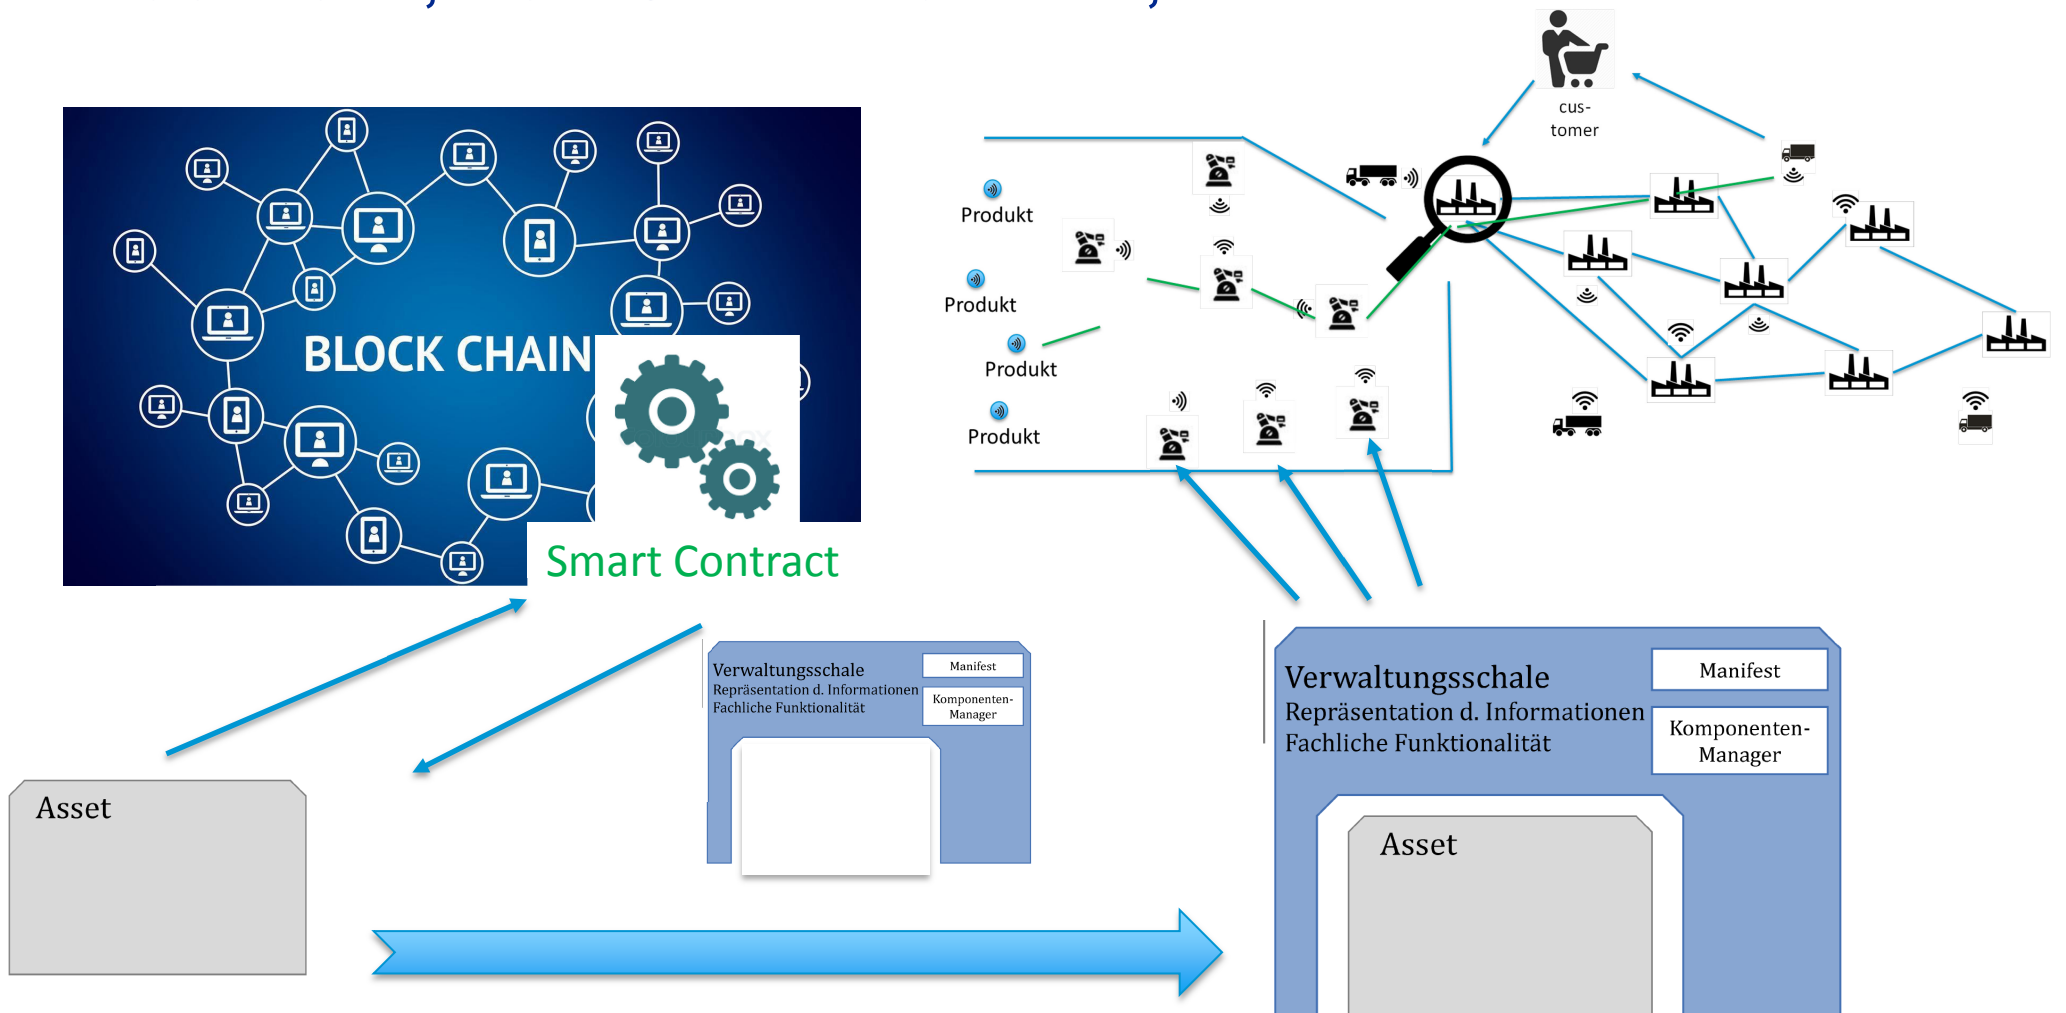 cus-
tomer
Produkt
Produkt
Produkt
Produkt
BLOCK CHAIN
Smart Contract
Verwaltungsschale
Repräsentation d. Informationen
Fachliche Funktionalität
Manifest
Komponenten-
Manager
Verwaltungsschale
Repräsentation d. Informationen
Fachliche Funktionalität
Manifest
Komponenten-
Manager
Asset
Asset